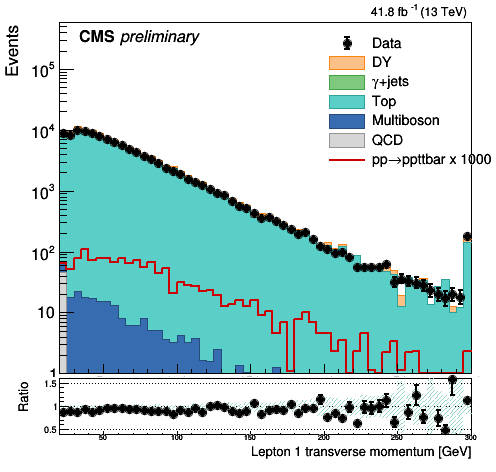 41.8 fb⁻¹ (13 TeV)
Events
CMS preliminary
Data
DY
γ+jets
Top
Multiboson
QCD
pp→ppttbar x 1000
10⁵
10⁴
10³
10²
10
1
Ratio
1.5
1
0.5
50 100 150 200 250 300
Lepton 1 transverse momentum [GeV]